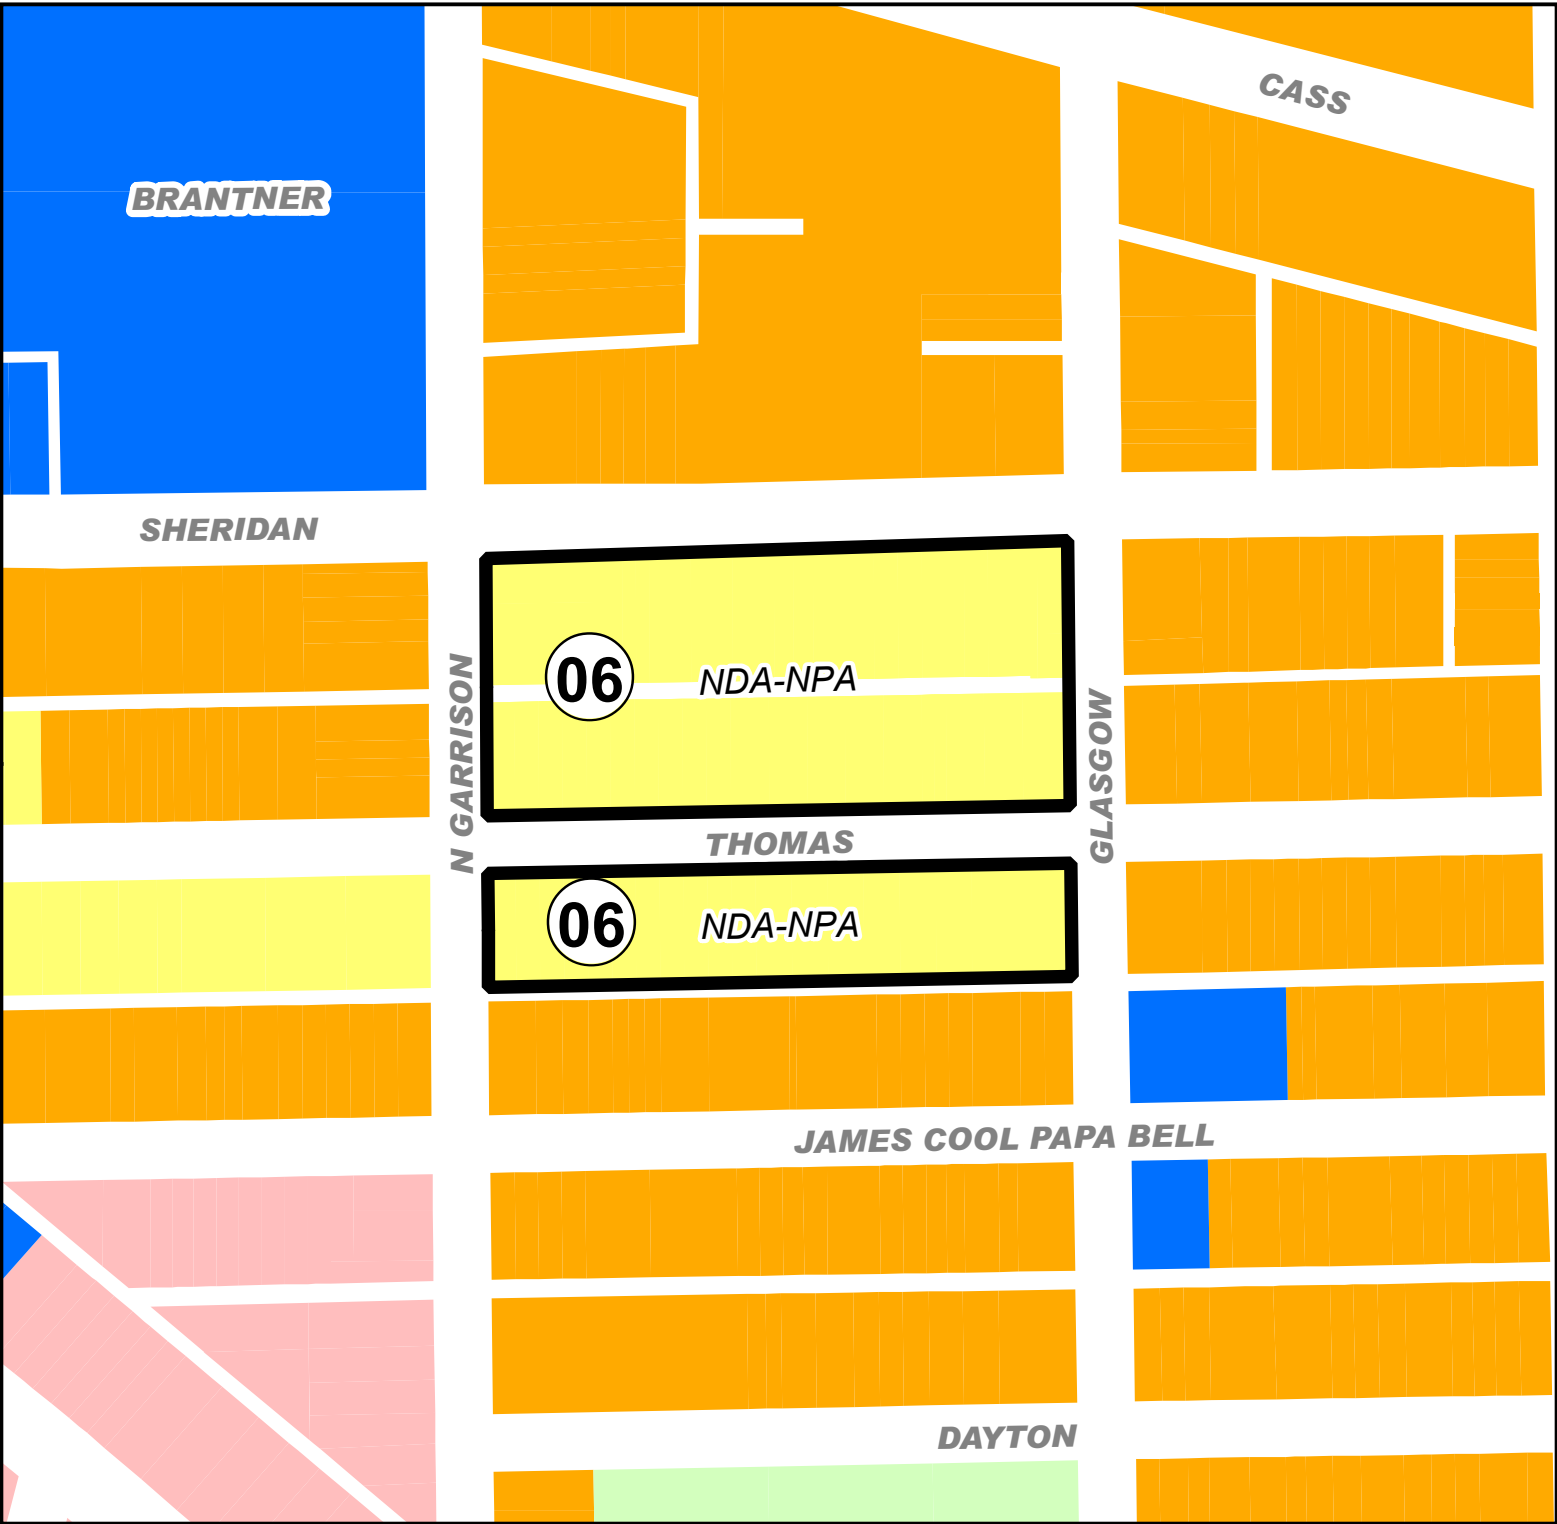 CASS
BRANTNER
SHERIDAN
N GARRISON
06
NDA-NPA
GLASGOW
THOMAS
06
NDA-NPA
JAMES COOL PAPA BELL
DAYTON